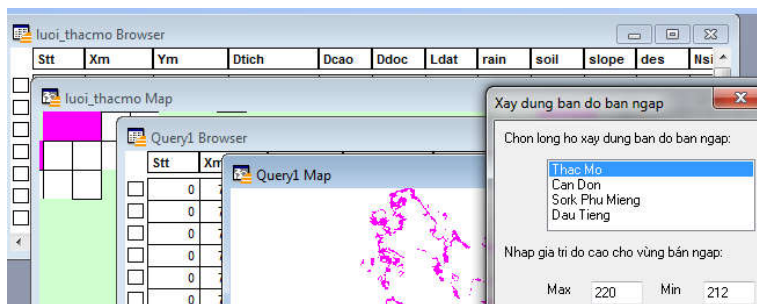 luoi_thacmo Browser
Stt Xm Ym Dtich Dcao Ddoc Ldat rain soil slope des Nsi
luoi_thacmo Map
Xay dung ban do ban ngap
Query1 Browser
Chon long ho xay dung ban do ban ngap:
Stt Xm
Query1 Map
Thac Mo
Can Don
Sork Phu Mieng
Dau Tieng
0 7
0
0
0
0
0
Nhap gia tri do cao cho vùng bán ngap:
Max 220 Min 212